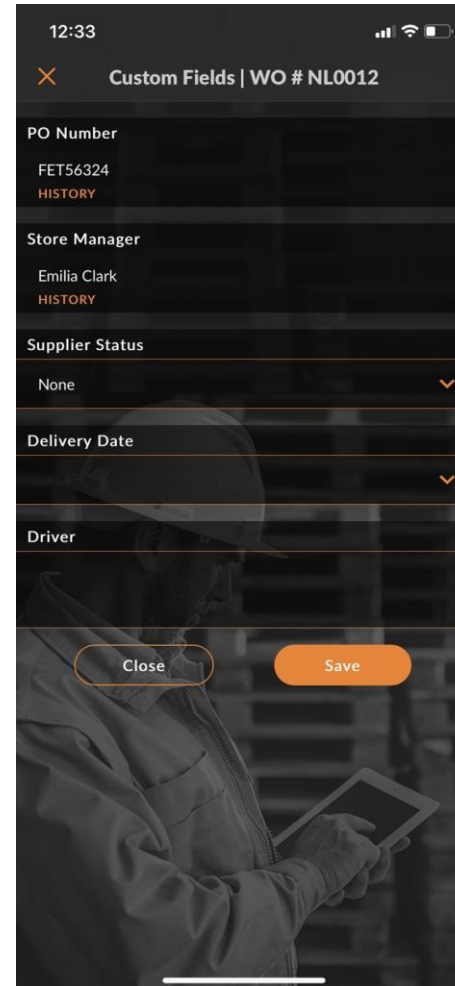 12:33
Custom Fields | WO # NL0012
PO Number
FET56324
HISTORY
Store Manager
Emilia Clark
HISTORY
Supplier Status
None
Delivery Date
Driver
Close
Save